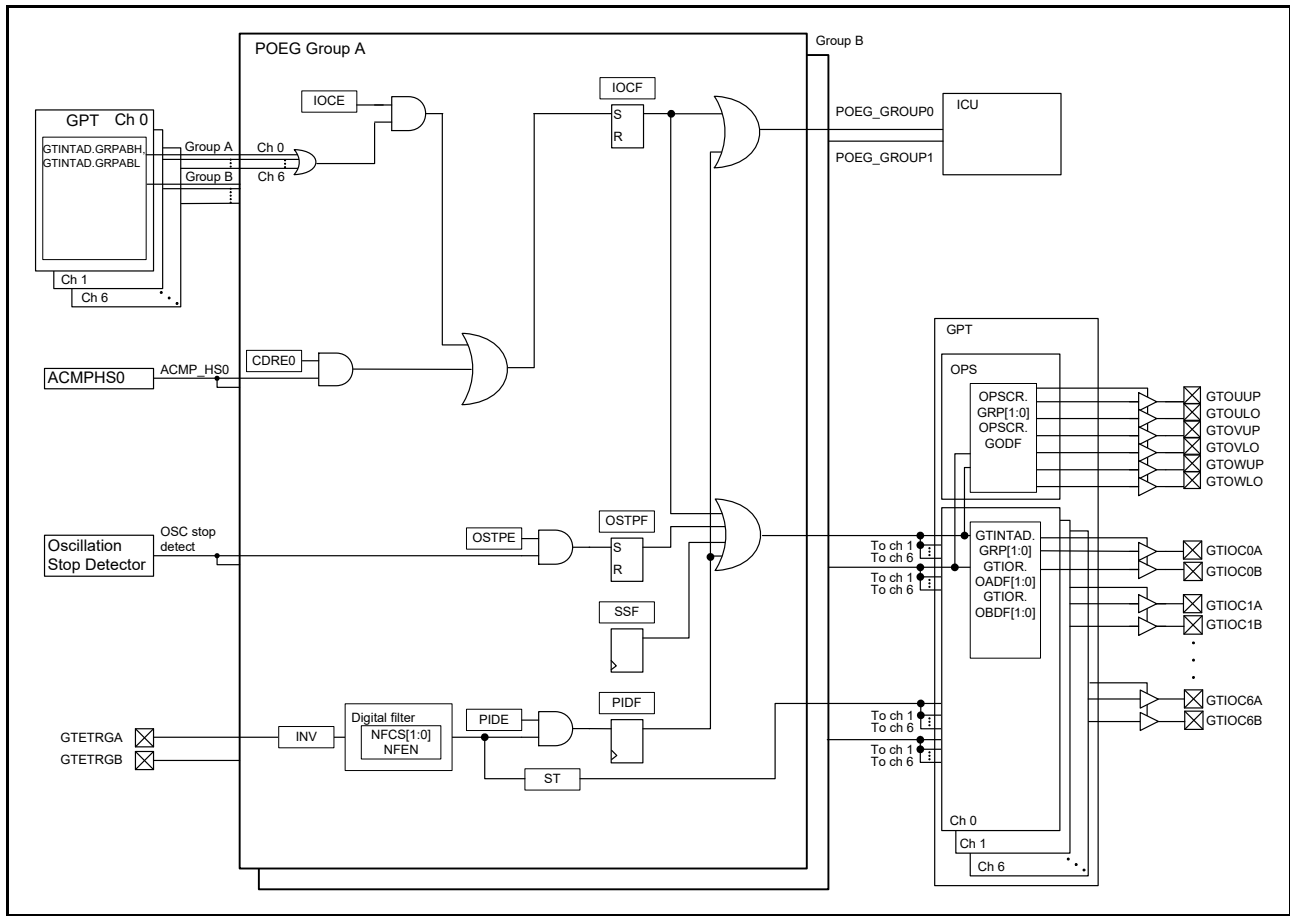 POEG Group A
Group B
GPT Ch 0
GTINTAD.GRPABH,
GTINTAD.GRPABL
Group A
Group B
Ch 0
Ch 6
Ch 1
Ch 6
IOCE
IOCF
S
R
POEG_GROUP0
POEG_GROUP1
ICU
ACMPHS0
ACMP_HS0
CDRE0
Oscillation
Stop Detector
OSC stop
detect
OSTPE
OSTPF
S
R
SSF
GTETRGA
GTETRGB
INV
Digital filter
NFCS[1:0]
NFEN
PIDE
PIDF
ST
To ch 1
To ch 6
To ch 1
To ch 6
To ch 1
To ch 6
To ch 1
To ch 6
GPT
OPS
OPSCR.
GRP[1:0]
OPSCR.
GODF
GTINTAD.
GRP[1:0]
GTIOR.
OADF[1:0]
GTIOR.
OBDF[1:0]
Ch 0
Ch 1
Ch 6
GTOUUP
GTOULO
GTOVUP
GTOVLO
GTOWUP
GTOWLO
GTIOC0A
GTIOC0B
GTIOC1A
GTIOC1B
GTIOC6A
GTIOC6B